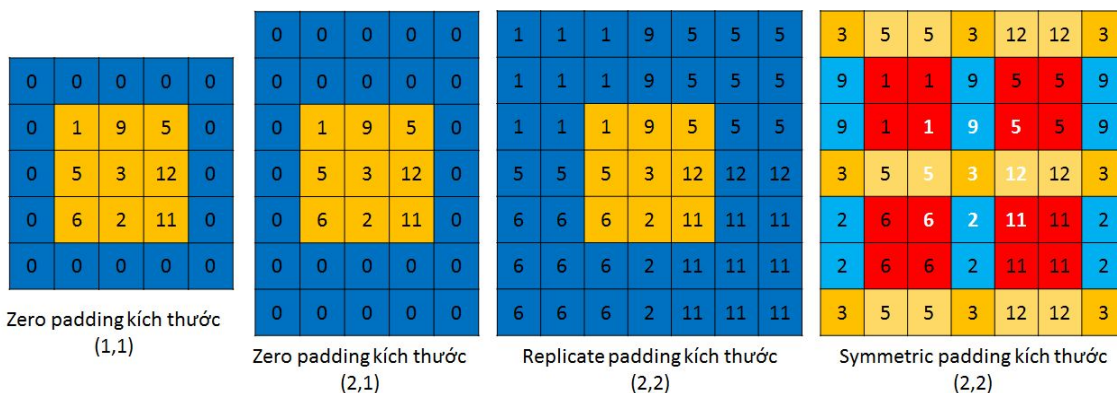 0 0 0 0 0
0 1 9 5 0
0 5 3 12 0
0 6 2 11 0
0 0 0 0 0
Zero padding kích thước
(1,1)
0 0 0 0 0
0 0 0 0 0
0 1 9 5 0
0 5 3 12 0
0 6 2 11 0
0 0 0 0 0
0 0 0 0 0
Zero padding kích thước
(2,1)
1 1 1 9 5 5 5
1 1 1 9 5 5 5
1 1 1 9 5 5 5
5 5 5 3 12 12 12
6 6 6 2 11 11 11
6 6 6 2 11 11 11
6 6 6 2 11 11 11
Replicate padding kích thước
(2,2)
3 5 5 3 12 12 3
9 1 1 9 5 5 9
9 1 1 9 5 5 9
3 5 5 3 12 12 3
2 6 6 2 11 11 2
2 6 6 2 11 11 2
3 5 5 3 12 12 3
Symmetric padding kích thước
(2,2)